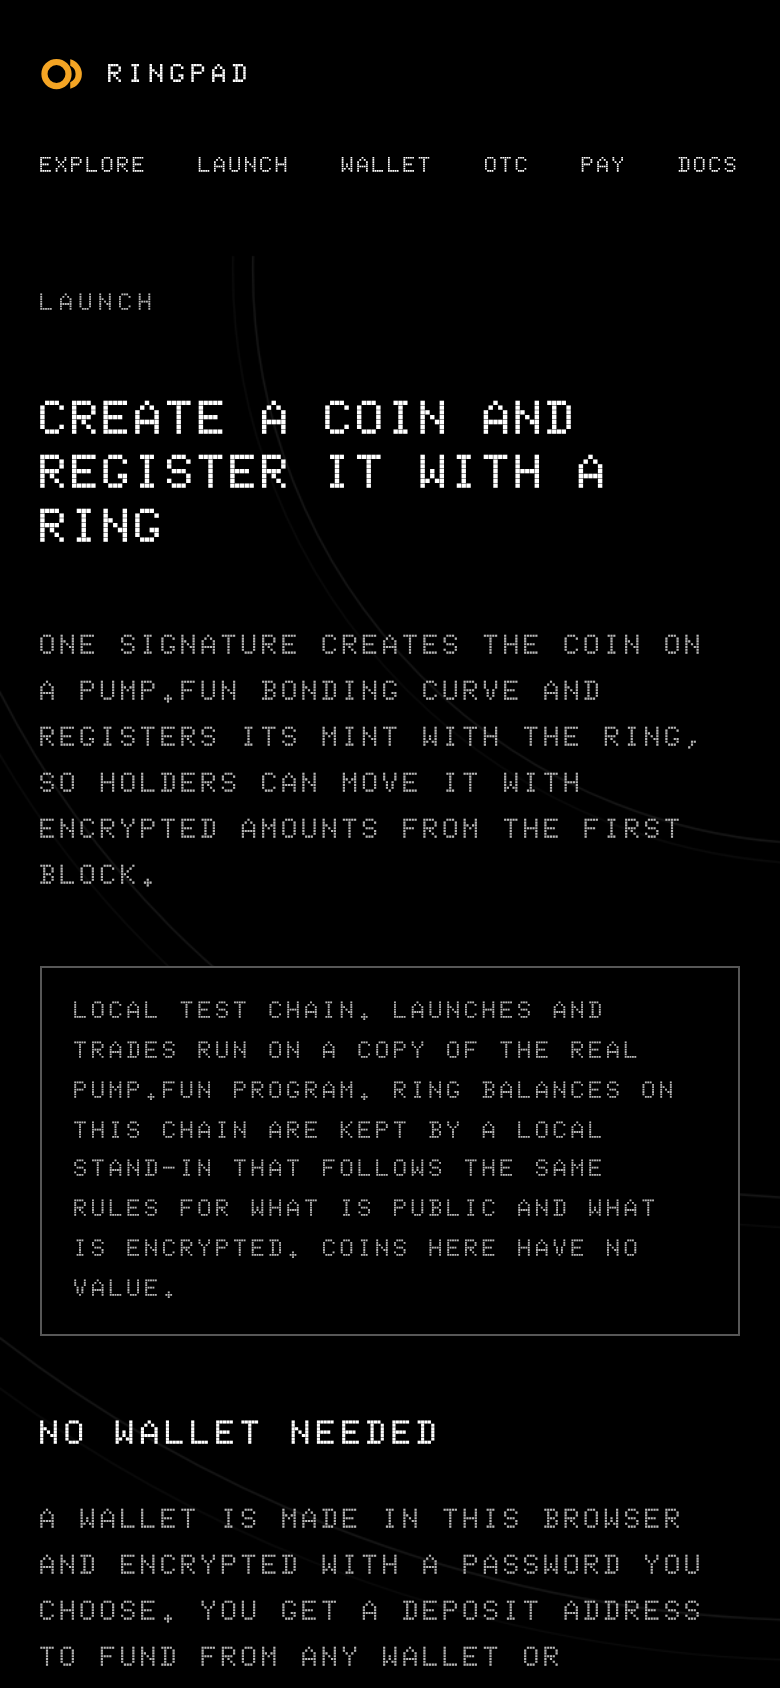 RINGPAD
EXPLORE LAUNCH WALLET OTC PAY DOCS
LAUNCH
CREATE A COIN AND
REGISTER IT WITH A
RING
ONE SIGNATURE CREATES THE COIN ON
A PUMP.FUN BONDING CURVE AND
REGISTERS ITS MINT WITH THE RING,
SO HOLDERS CAN MOVE IT WITH
ENCRYPTED AMOUNTS FROM THE FIRST
BLOCK.
LOCAL TEST CHAIN. LAUNCHES AND
TRADES RUN ON A COPY OF THE REAL
PUMP.FUN PROGRAM. RING BALANCES ON
THIS CHAIN ARE KEPT BY A LOCAL
STAND-IN THAT FOLLOWS THE SAME
RULES FOR WHAT IS PUBLIC AND WHAT
IS ENCRYPTED. COINS HERE HAVE NO
VALUE.
NO WALLET NEEDED
A WALLET IS MADE IN THIS BROWSER
AND ENCRYPTED WITH A PASSWORD YOU
CHOOSE. YOU GET A DEPOSIT ADDRESS
TO FUND FROM ANY WALLET OR